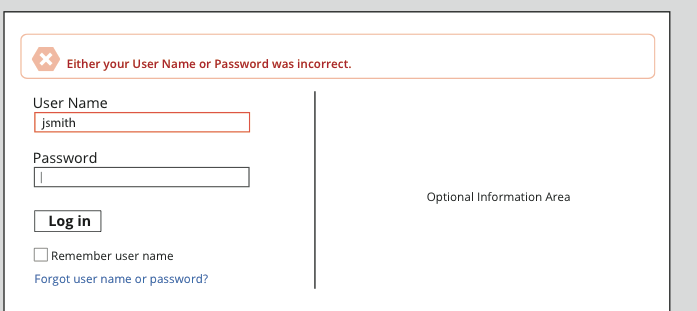 Either your User Name or Password was incorrect.
User Name
jsmith
Password
Log in
Remember user name
Forgot user name or password?
Optional Information Area